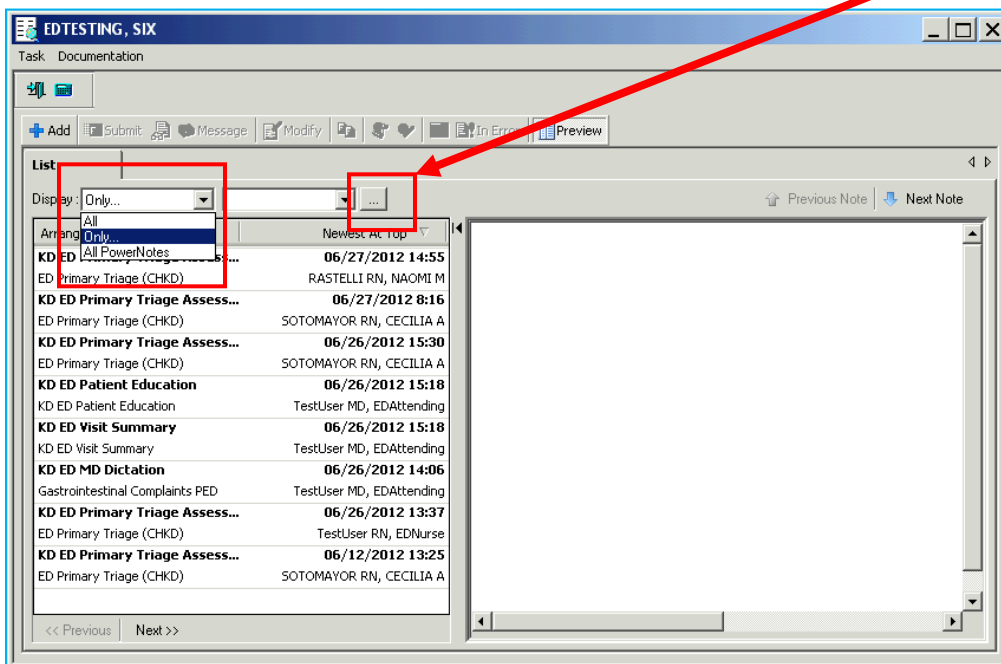 EDTESTING, SIX
Task Documentation
Add Submit Message Modify In Error Preview
List
Display: Only...
...
Previous Note Next Note
All
Only...
All PowerNotes
Newest At Top
KD ED Primary Triage Assess... 06/27/2012 14:55
ED Primary Triage (CHKD) RASTELLI RN, NAOMI M
KD ED Primary Triage Assess... 06/27/2012 8:16
ED Primary Triage (CHKD) SOTOMAYOR RN, CECILIA A
KD ED Primary Triage Assess... 06/26/2012 15:30
ED Primary Triage (CHKD) SOTOMAYOR RN, CECILIA A
KD ED Patient Education 06/26/2012 15:18
KD ED Patient Education TestUser MD, EDAttending
KD ED Visit Summary 06/26/2012 15:18
KD ED Visit Summary TestUser MD, EDAttending
KD ED MD Dictation 06/26/2012 14:06
Gastrointestinal Complaints PED TestUser MD, EDAttending
KD ED Primary Triage Assess... 06/26/2012 13:37
ED Primary Triage (CHKD) TestUser RN, EDNurse
KD ED Primary Triage Assess... 06/12/2012 13:25
ED Primary Triage (CHKD) SOTOMAYOR RN, CECILIA A
<< Previous Next >>